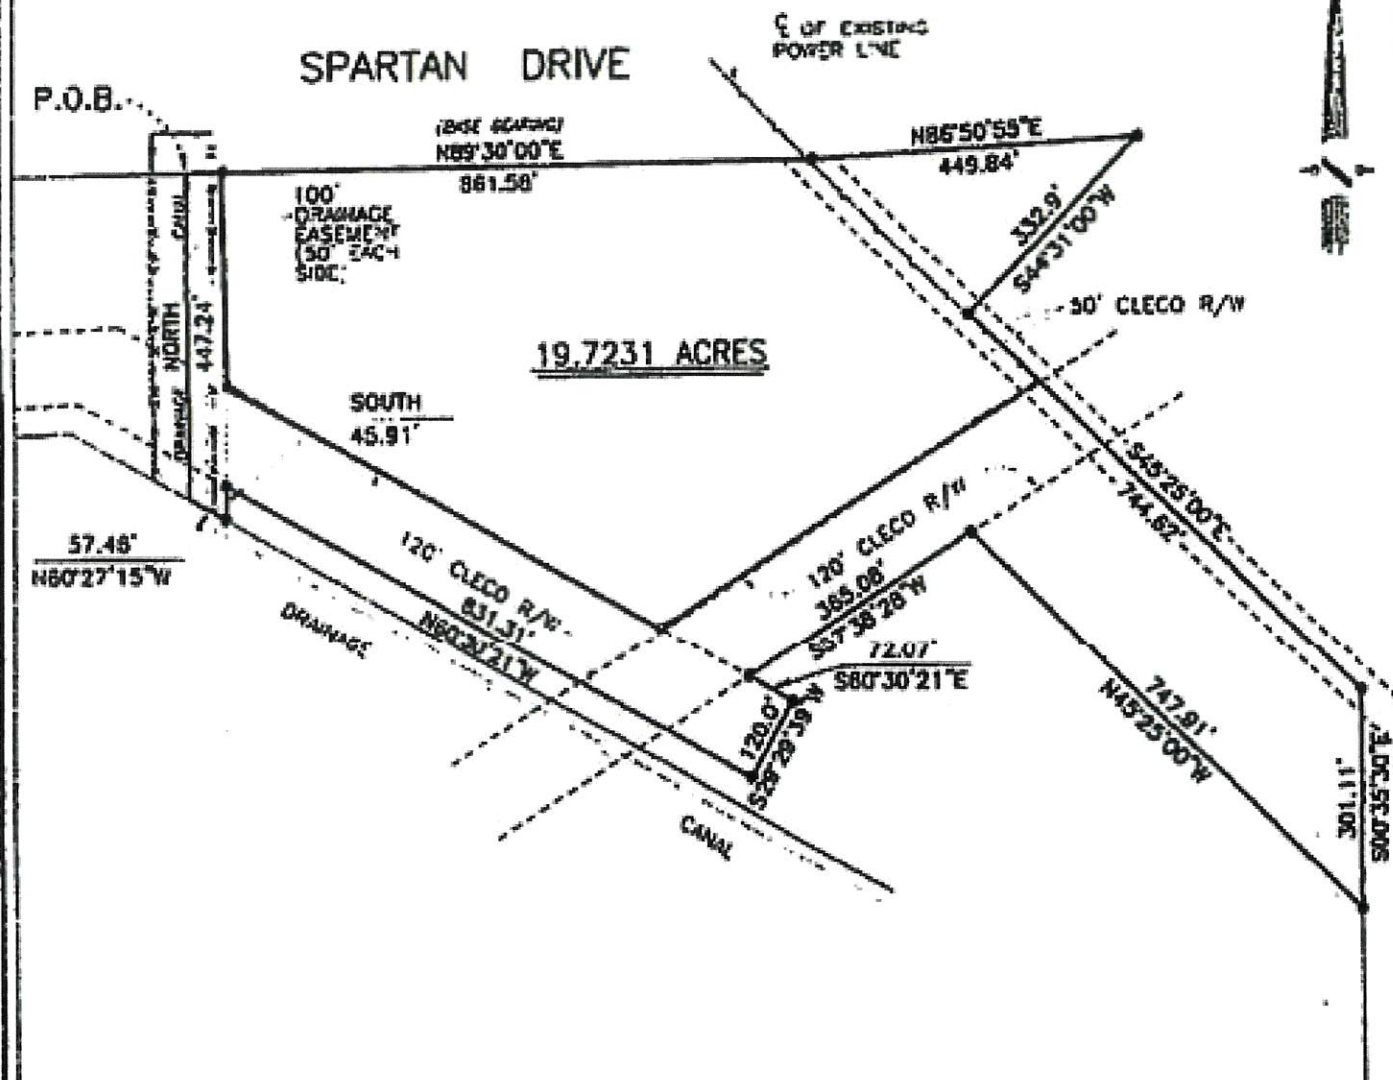 ℄ OF EXISTING
POWER LINE
SPARTAN DRIVE
P.O.B.
(BASE BEARING)
N89°30'00"E
861.58'
N86°50'55"E
449.84'
100'
DRAINAGE
EASEMENT
(50' EACH
SIDE)
332.9'
S44°31'00"W
50' CLECO R/W
DRAINAGE CANAL
NORTH
447.24'
19.7231 ACRES
SOUTH
45.91'
S45°25'00"E
744.62'
57.48'
N60°27'15"W
120' CLECO R/W
831.31'
N60°30'21"W
120' CLECO R/W
365.08'
S57°38'28"W
72.07'
S60°30'21"E
120.0'
S29°29'39"W
DRAINAGE
CANAL
747.91'
N45°25'00"W
301.11'
S00°35'30"E